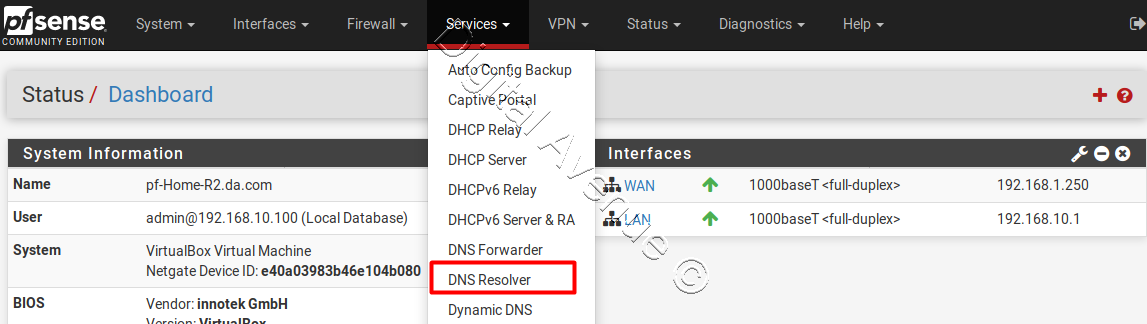 pfsense System Interfaces Firewall Services VPN Status Diagnostics Help
COMMUNITY EDITION
Auto Config Backup
Captive Portal
DHCP Relay
DHCP Server
DHCPv6 Relay
DHCPv6 Server & RA
DNS Forwarder
DNS Resolver
Dynamic DNS
Status / Dashboard
System Information
Name pf-Home-R2.da.com
User admin@192.168.10.100 (Local Database)
System VirtualBox Virtual Machine
Netgate Device ID: e40a03983b46e104b080
BIOS Vendor: innotek GmbH
Version: VirtualBox
Interfaces
WAN 1000baseT <full-duplex> 192.168.1.250
LAN 1000baseT <full-duplex> 192.168.10.1
Digital Avenue ©